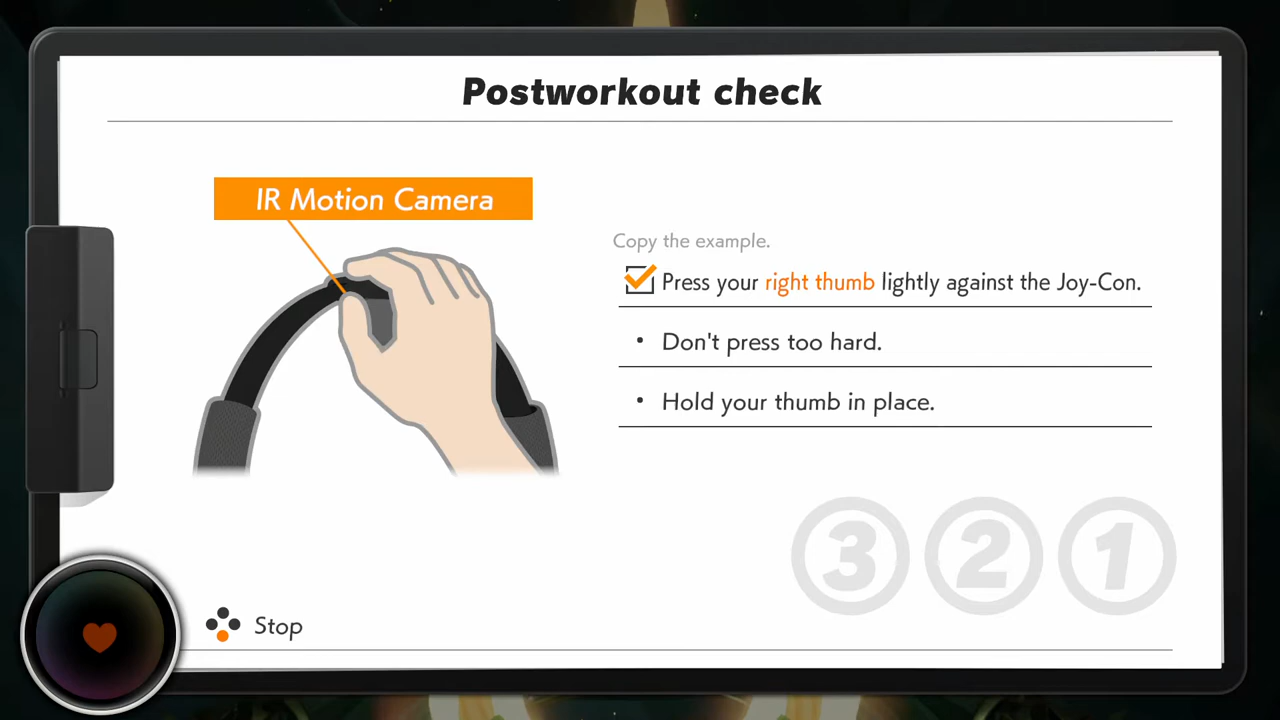 Postworkout check
IR Motion Camera
Copy the example.
Press your right thumb lightly against the Joy-Con.
• Don't press too hard.
• Hold your thumb in place.
3 2 1
Stop